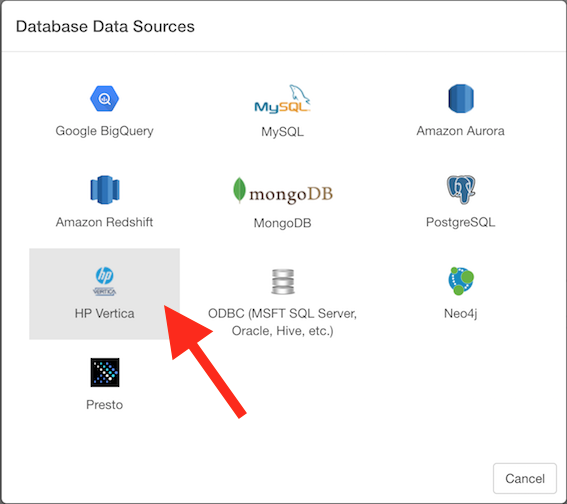 Database Data Sources
MySQL
Google BigQuery
MySQL
Amazon Aurora
mongoDB
Amazon Redshift
MongoDB
PostgreSQL
hp
VERTICA
HP Vertica
ODBC (MSFT SQL Server,
Oracle, Hive, etc.)
Neo4j
Presto
Cancel